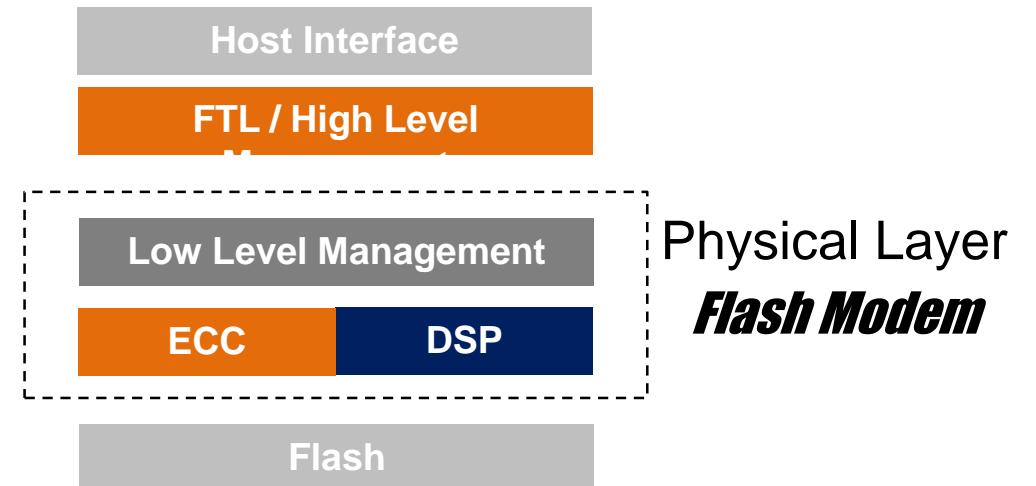 Host Interface
FTL / High Level
Low Level Management
Physical Layer
Flash Modem
ECC
DSP
Flash